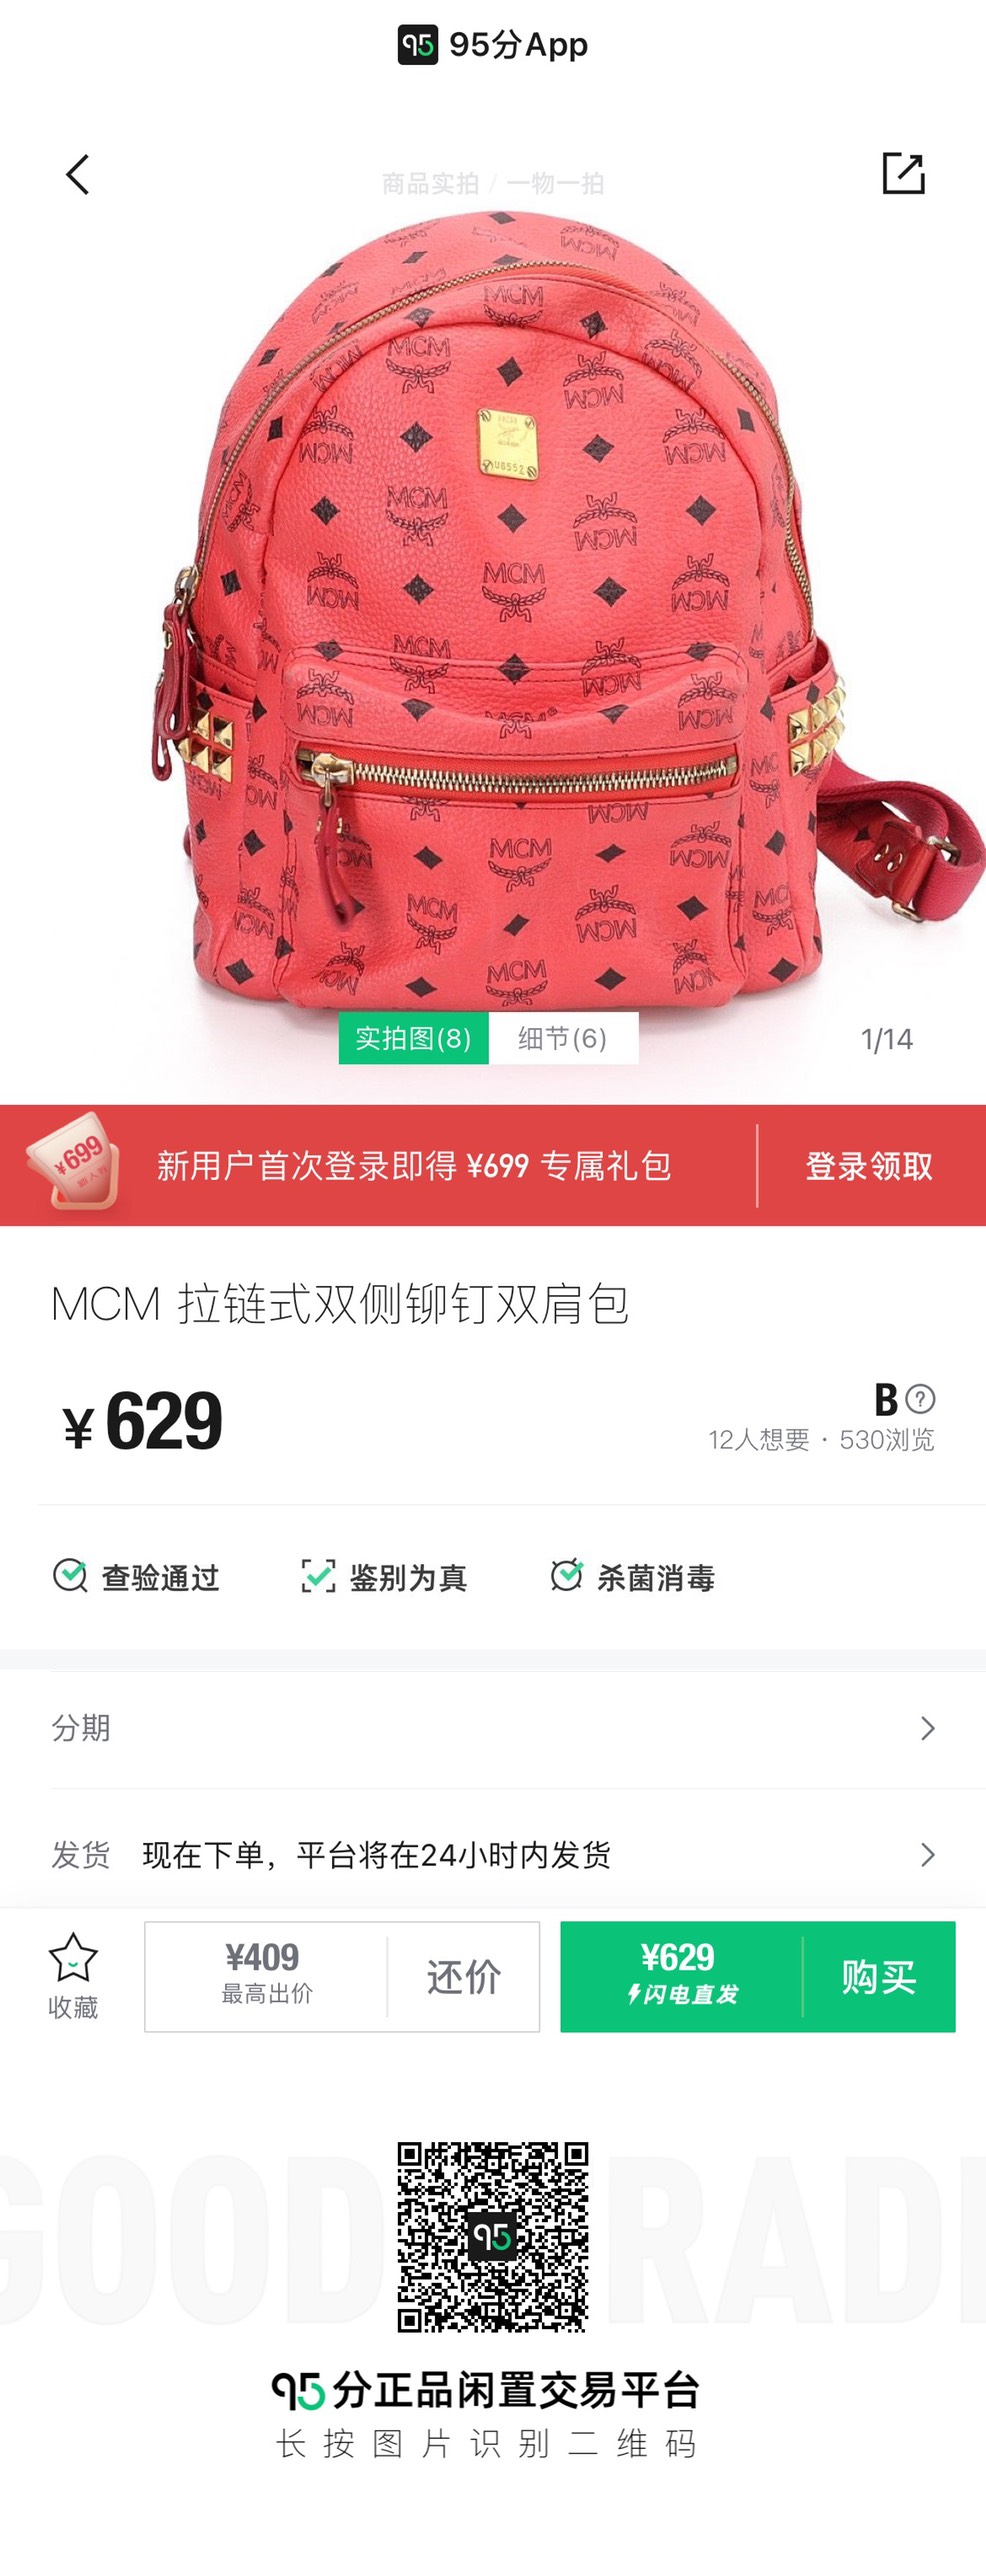 95 95分App
商品实拍 / 一物一拍
MCM
U8552
实拍图(8) 细节(6) 1/14
¥699 新用户首次登录即得 ¥699 专属礼包 登录领取
MCM 拉链式双侧铆钉双肩包
¥629 B?
12人想要 · 530浏览
查验通过 鉴别为真 杀菌消毒
分期
发货 现在下单，平台将在24小时内发货
收藏 ¥409 最高出价 还价 ¥629 闪电直发 购买
GOOD RAD
95
95分正品闲置交易平台
长按图片识别二维码